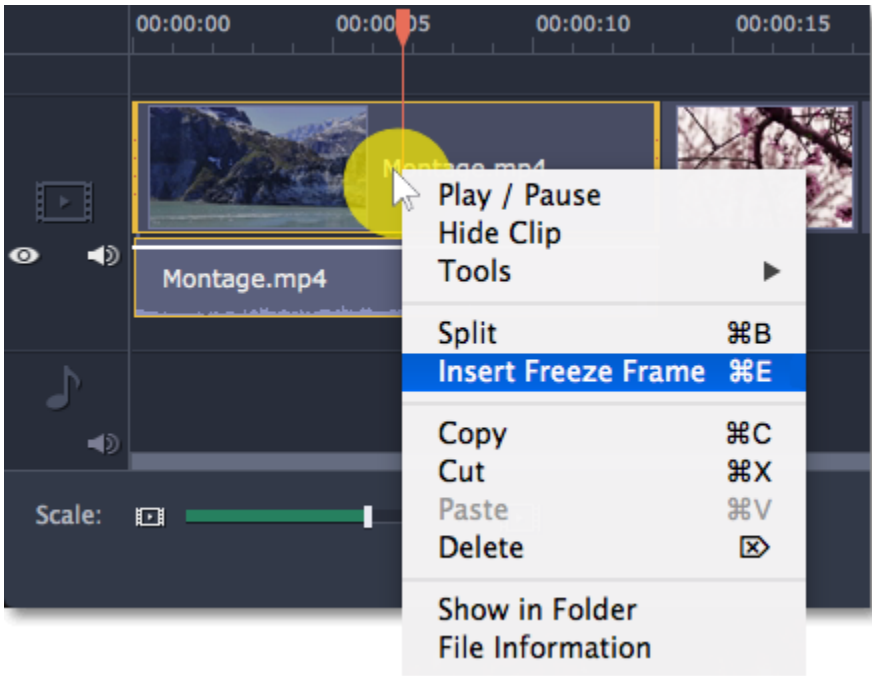 00:00:00 00:00:05 00:00:10 00:00:15
Montage.mp4
Play / Pause
Hide Clip
Tools ▶
Montage.mp4
Split ⌘B
Insert Freeze Frame ⌘E
Copy ⌘C
Cut ⌘X
Paste ⌘V
Scale:
Delete ⌦
Show in Folder
File Information